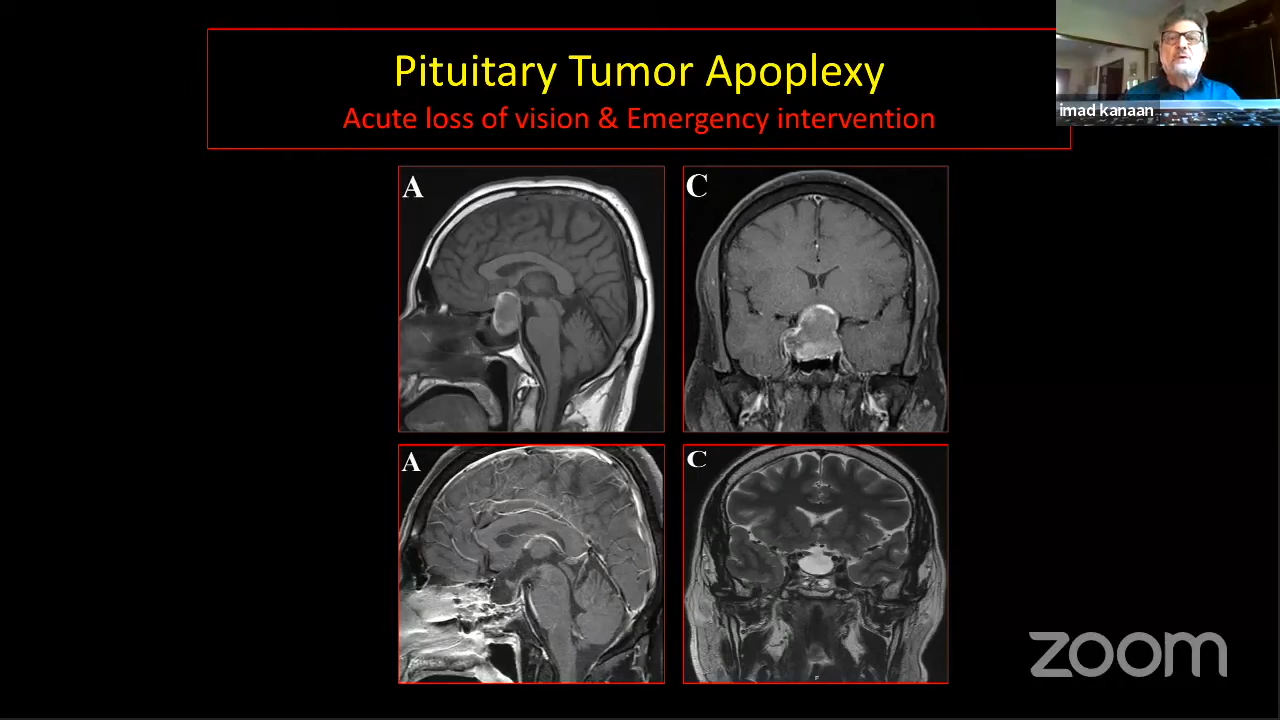 Pituitary Tumor Apoplexy
Acute loss of vision & Emergency intervention
imad kanaan
A
C
A
C
zoom